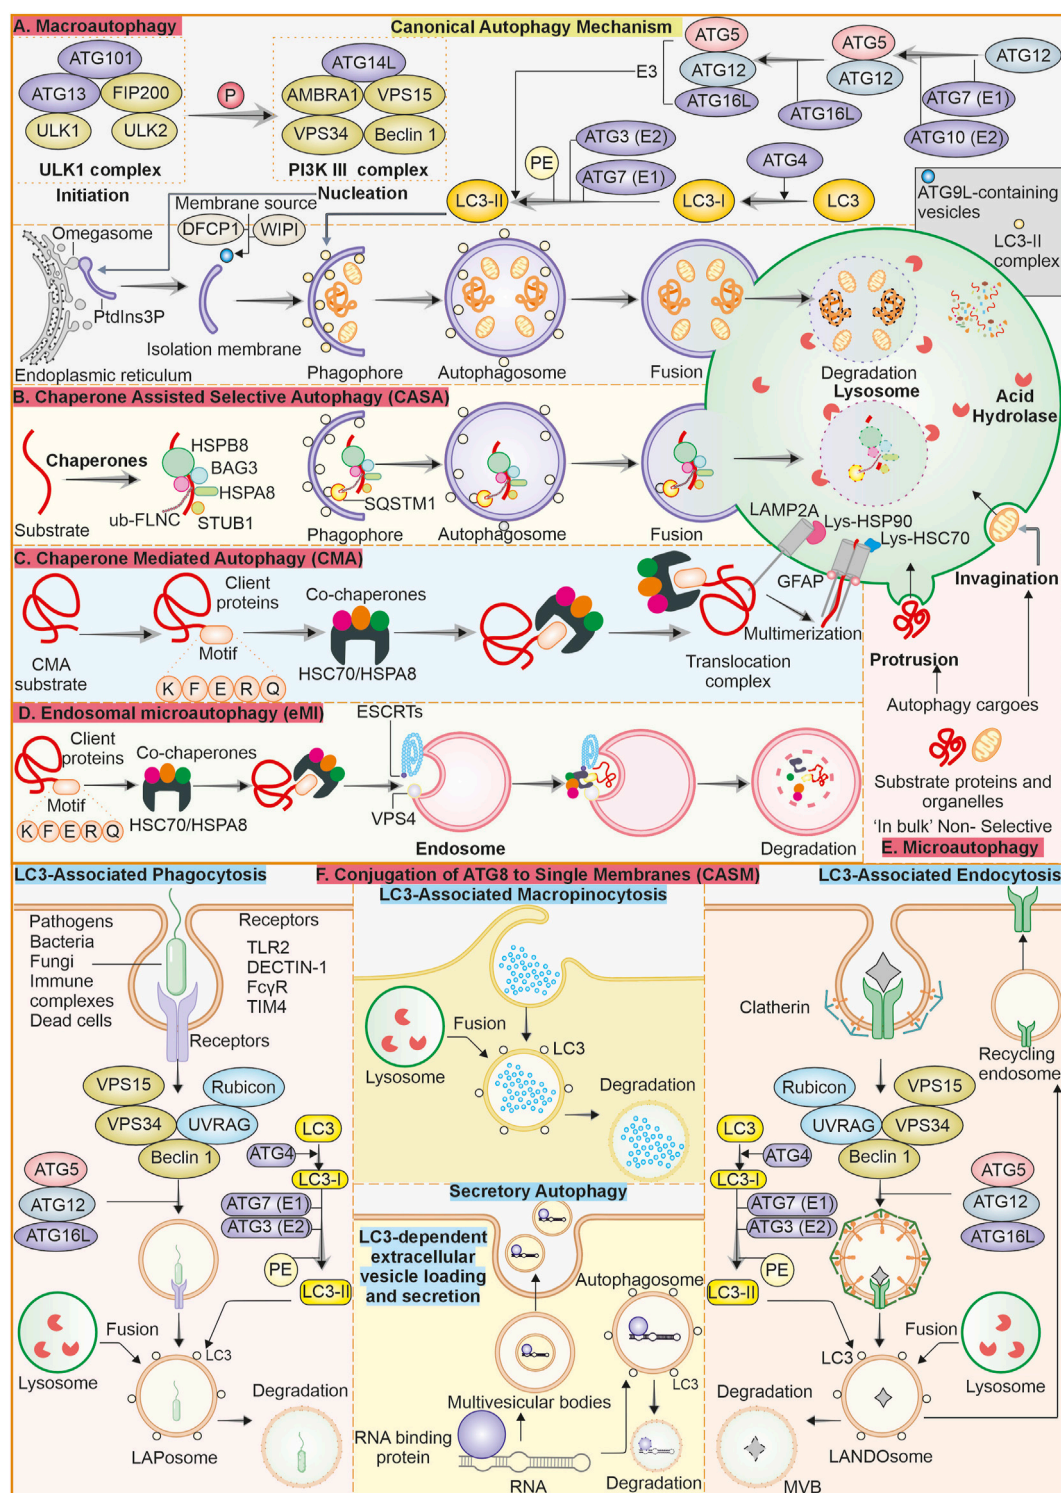 A. Macroautophagy
Canonical Autophagy Mechanism
ATG101
ATG13
FIP200
ULK1
ULK2
ULK1 complex
Initiation
P
ATG14L
AMBRA1
VPS15
VPS34
Beclin 1
PI3K III complex
Nucleation
E3
ATG5
ATG12
ATG16L
ATG5
ATG12
ATG16L
ATG12
ATG7 (E1)
ATG10 (E2)
PE
ATG3 (E2)
ATG7 (E1)
ATG4
LC3-II
LC3-I
LC3
ATG9L-containing
vesicles
LC3-II
complex
Membrane source
DFCP1
WIPI
Omegasome
PtdIns3P
Isolation membrane
Endoplasmic reticulum
Phagophore
Autophagosome
Fusion
Degradation
Lysosome
Acid
Hydrolase
B. Chaperone Assisted Selective Autophagy (CASA)
Chaperones
Substrate
HSPB8
BAG3
HSPA8
ub-FLNC
STUB1
SQSTM1
Phagophore
Autophagosome
Fusion
LAMP2A
Lys-HSP90
Lys-HSC70
GFAP
Multimerization
Invagination
Protrusion
C. Chaperone Mediated Autophagy (CMA)
CMA
substrate
Client
proteins
Motif
K F E R Q
Co-chaperones
HSC70/HSPA8
Translocation
complex
Autophagy cargoes
Substrate proteins and
organelles
‘In bulk’ Non- Selective
E. Microautophagy
D. Endosomal microautophagy (eMI)
Client
proteins
Motif
K F E R Q
Co-chaperones
HSC70/HSPA8
ESCRTs
VPS4
Endosome
Degradation
F. Conjugation of ATG8 to Single Membranes (CASM)
LC3-Associated Phagocytosis
Pathogens
Bacteria
Fungi
Immune
complexes
Dead cells
Receptors
TLR2
DECTIN-1
FcγR
TIM4
Receptors
VPS15
Rubicon
VPS34
UVRAG
Beclin 1
ATG5
ATG12
ATG16L
LC3
ATG4
LC3-I
ATG7 (E1)
ATG3 (E2)
PE
LC3-II
Lysosome
Fusion
LC3
LAPosome
Degradation
LC3-Associated Macropinocytosis
Lysosome
Fusion
LC3
Degradation
Secretory Autophagy
LC3-dependent
extracellular
vesicle loading
and secretion
Autophagosome
LC3
Multivesicular bodies
RNA binding
protein
RNA
Degradation
LC3-Associated Endocytosis
Clatherin
Recycling
endosome
Rubicon
VPS15
UVRAG
VPS34
Beclin 1
LC3
ATG4
LC3-I
ATG7 (E1)
ATG3 (E2)
PE
LC3-II
ATG5
ATG12
ATG16L
LC3
Fusion
Lysosome
Degradation
LANDOsome
MVB